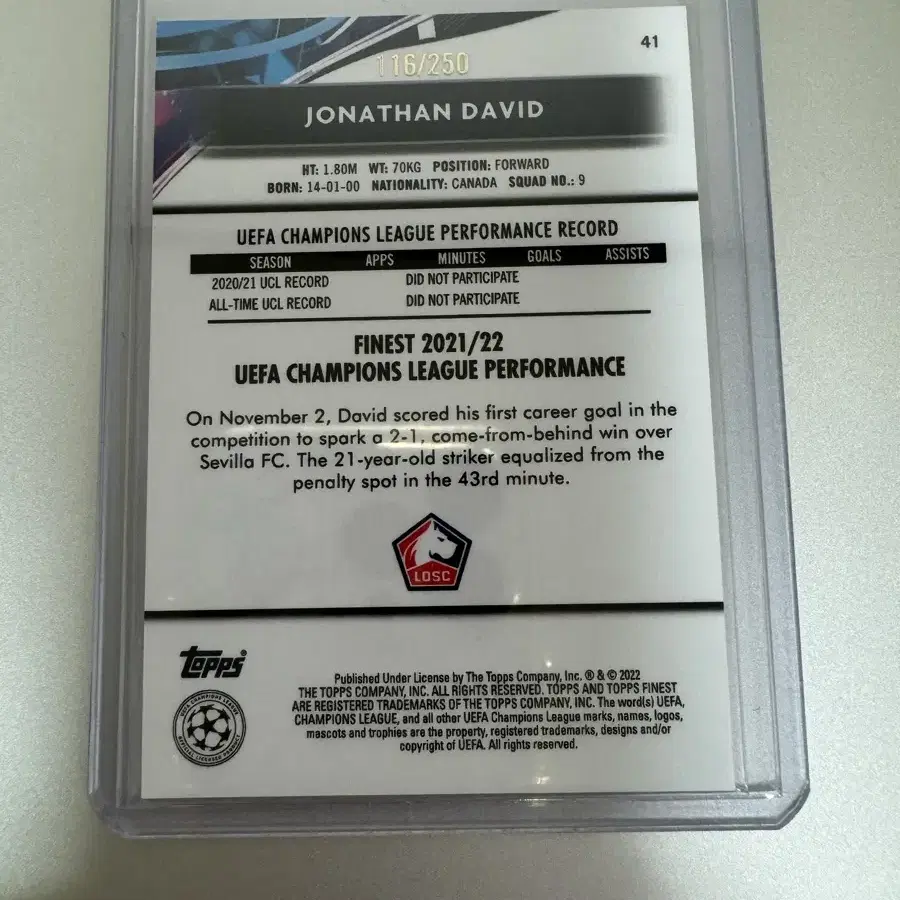 41
116/250
JONATHAN DAVID
HT: 1.80M WT: 70KG POSITION: FORWARD
BORN: 14-01-00 NATIONALITY: CANADA SQUAD NO.: 9
UEFA CHAMPIONS LEAGUE PERFORMANCE RECORD
SEASON APPS MINUTES GOALS ASSISTS
2020/21 UCL RECORD DID NOT PARTICIPATE
ALL-TIME UCL RECORD DID NOT PARTICIPATE
FINEST 2021/22
UEFA CHAMPIONS LEAGUE PERFORMANCE
On November 2, David scored his first career goal in the
competition to spark a 2-1, come-from-behind win over
Sevilla FC. The 21-year-old striker equalized from the
penalty spot in the 43rd minute.
LOSC
Topps®
UEFA CHAMPIONS LEAGUE
OFFICIAL LICENSED PRODUCT
Published Under License by The Topps Company, Inc. ® & © 2022
THE TOPPS COMPANY, INC. ALL RIGHTS RESERVED. TOPPS AND TOPPS FINEST
ARE REGISTERED TRADEMARKS OF THE TOPPS COMPANY, INC. The word(s) UEFA,
CHAMPIONS LEAGUE, and all other UEFA Champions League marks, names, logos,
mascots and trophies are the property, registered trademarks, designs and/or
copyright of UEFA. All rights reserved.